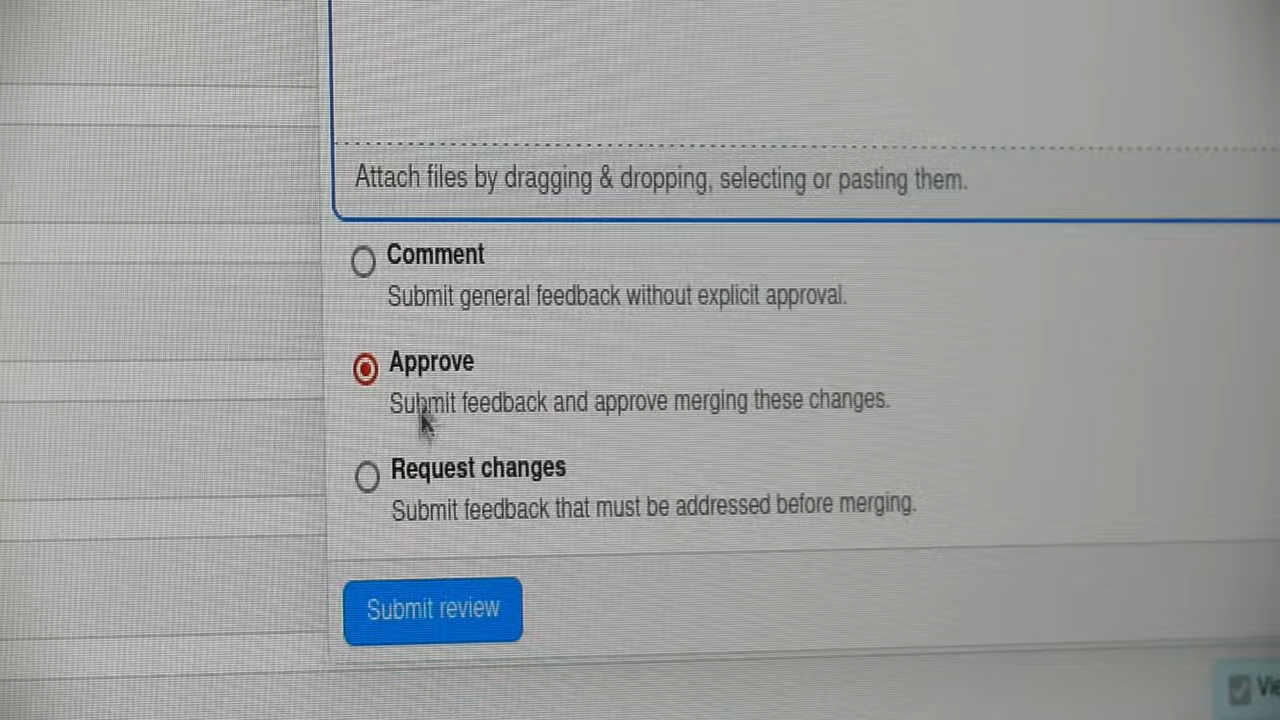 Attach files by dragging & dropping, selecting or pasting them.
Comment
Submit general feedback without explicit approval.
Approve
Submit feedback and approve merging these changes.
Request changes
Submit feedback that must be addressed before merging.
Submit review